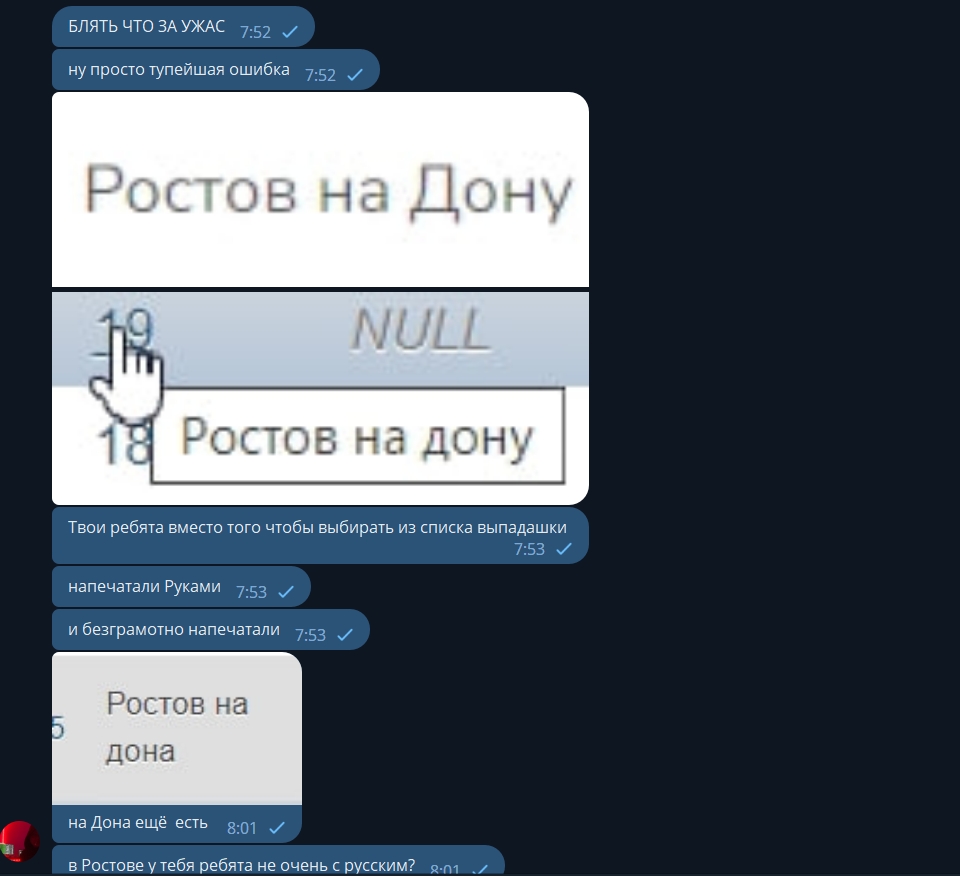 БЛЯТЬ ЧТО ЗА УЖАС 7:52
ну просто тупейшая ошибка 7:52
Ростов на Дону
19 NULL
18 Ростов на дону
Твои ребята вместо того чтобы выбирать из списка выпадашки
7:53
напечатали Руками 7:53
и безграмотно напечатали 7:53
Ростов на
5
дона
на Дона ещё есть 8:01
в Ростове у тебя ребята не очень с русским? 8:01